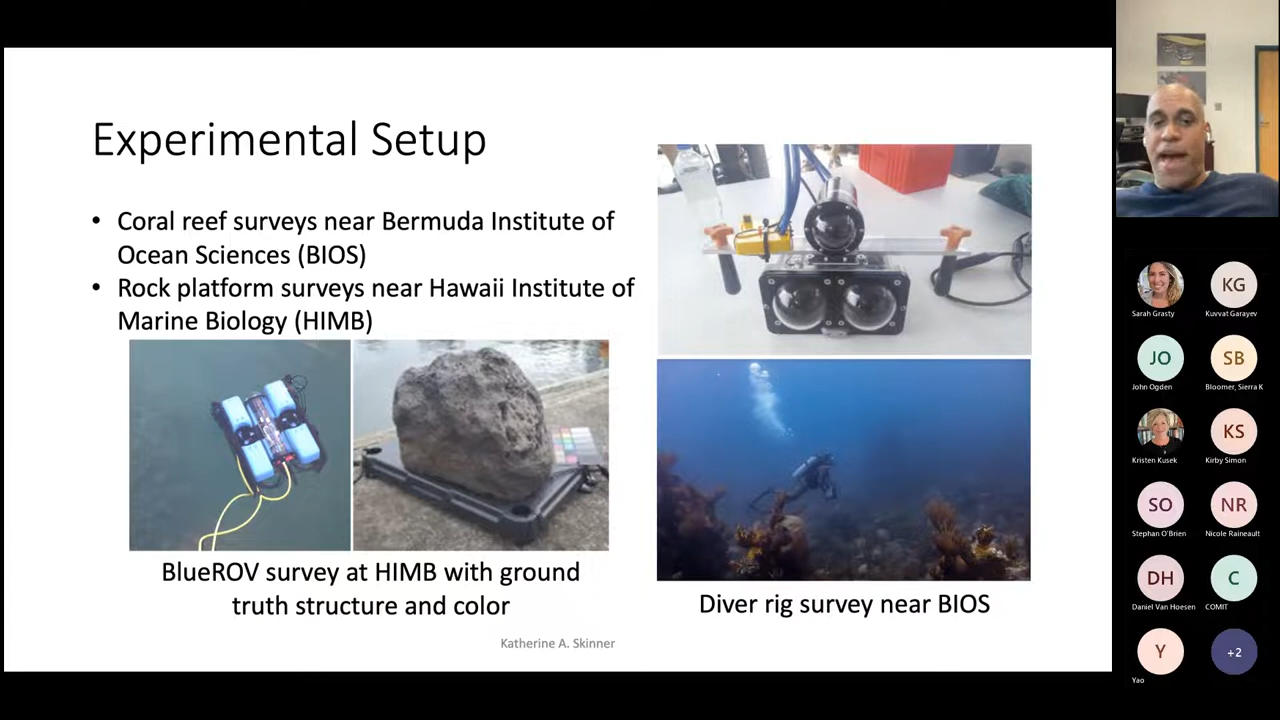 Experimental Setup
• Coral reef surveys near Bermuda Institute of
Ocean Sciences (BIOS)
• Rock platform surveys near Hawaii Institute of
Marine Biology (HIMB)
BlueROV survey at HIMB with ground
truth structure and color
Diver rig survey near BIOS
Katherine A. Skinner
Sarah Grasty
KG
Kuvvat Garayev
JO
John Ogden
SB
Bloomer, Sierra K
Kristen Kusek
KS
Kirby Simon
SO
Stephan O'Brien
NR
Nicole Raineault
DH
Daniel Van Hoesen
C
COMIT
Y
Yao
+2